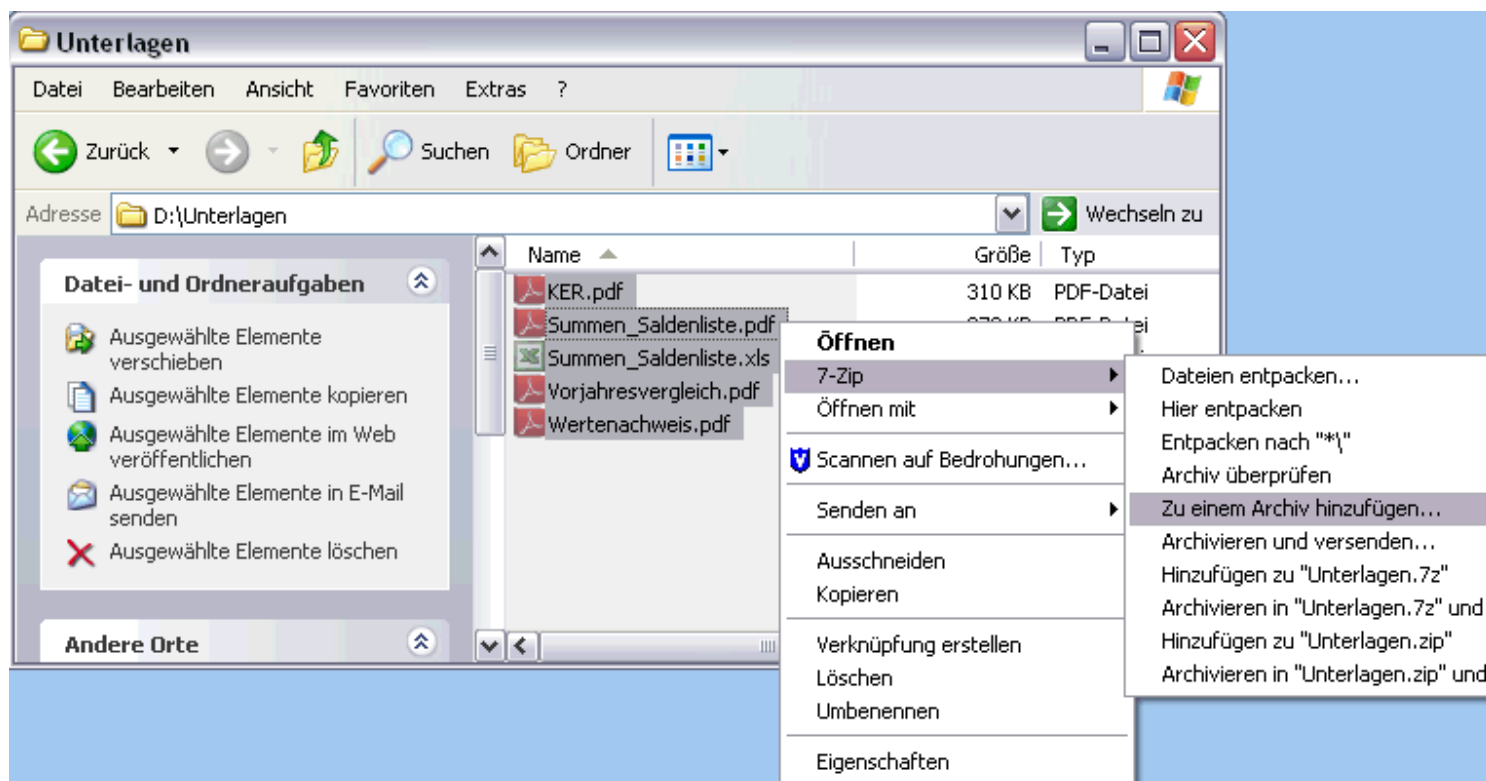 Unterlagen
Datei Bearbeiten Ansicht Favoriten Extras ?
Zurück Suchen Ordner
Adresse D:\Unterlagen Wechseln zu
Datei- und Ordneraufgaben
Ausgewählte Elemente
verschieben
Ausgewählte Elemente kopieren
Ausgewählte Elemente im Web
veröffentlichen
Ausgewählte Elemente in E-Mail
senden
Ausgewählte Elemente löschen
Andere Orte
Name Größe Typ
KER.pdf 310 KB PDF-Datei
Summen_Saldenliste.pdf
Summen_Saldenliste.xls
Vorjahresvergleich.pdf
Wertenachweis.pdf
Öffnen
7-Zip
Öffnen mit
Scannen auf Bedrohungen...
Senden an
Ausschneiden
Kopieren
Verknüpfung erstellen
Löschen
Umbenennen
Eigenschaften
Dateien entpacken...
Hier entpacken
Entpacken nach "*\"
Archiv überprüfen
Zu einem Archiv hinzufügen...
Archivieren und versenden...
Hinzufügen zu "Unterlagen.7z"
Archivieren in "Unterlagen.7z" und
Hinzufügen zu "Unterlagen.zip"
Archivieren in "Unterlagen.zip" und